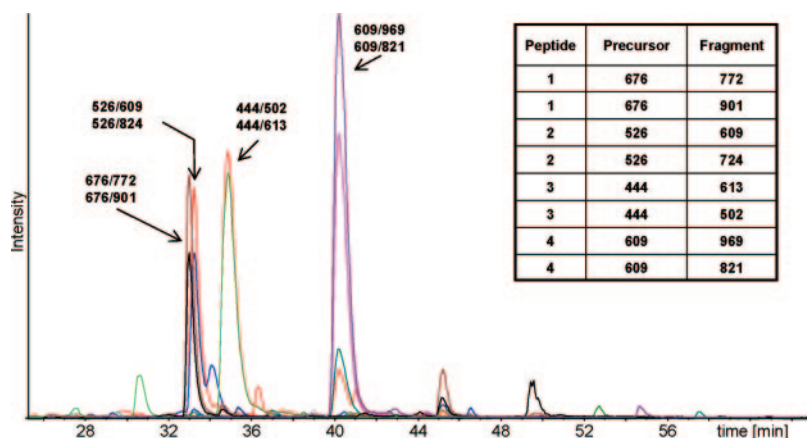 609/969
609/821
526/609
526/824
444/502
444/613
676/772
676/901
Intensity
28 32 36 40 44 48 52 56 time [min]
Peptide Precursor Fragment
1 676 772
1 676 901
2 526 609
2 526 724
3 444 613
3 444 502
4 609 969
4 609 821